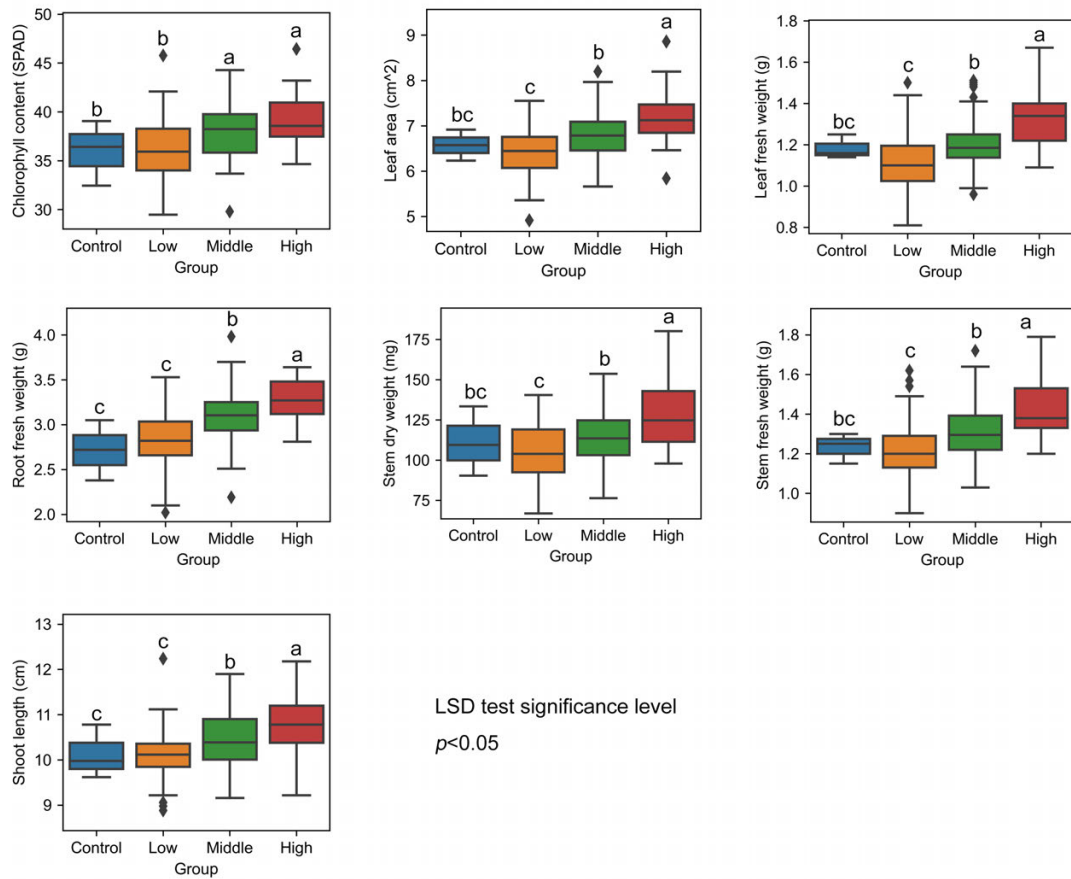 Chlorophyll content (SPAD)
50
45
40
35
30
b
b
a
a
Control Low Middle High
Group
Leaf area (cm^2)
9
8
7
6
5
bc
c
b
a
Control Low Middle High
Group
Leaf fresh weight (g)
1.8
1.6
1.4
1.2
1.0
0.8
bc
c
b
a
Control Low Middle High
Group
Root fresh weight (g)
4.0
3.5
3.0
2.5
2.0
c
c
b
a
Control Low Middle High
Group
Stem dry weight (mg)
175
150
125
100
75
bc
c
b
a
Control Low Middle High
Group
Stem fresh weight (g)
1.8
1.6
1.4
1.2
1.0
bc
c
b
a
Control Low Middle High
Group
Shoot length (cm)
13
12
11
10
9
c
c
b
a
Control Low Middle High
Group
LSD test significance level
p<0.05